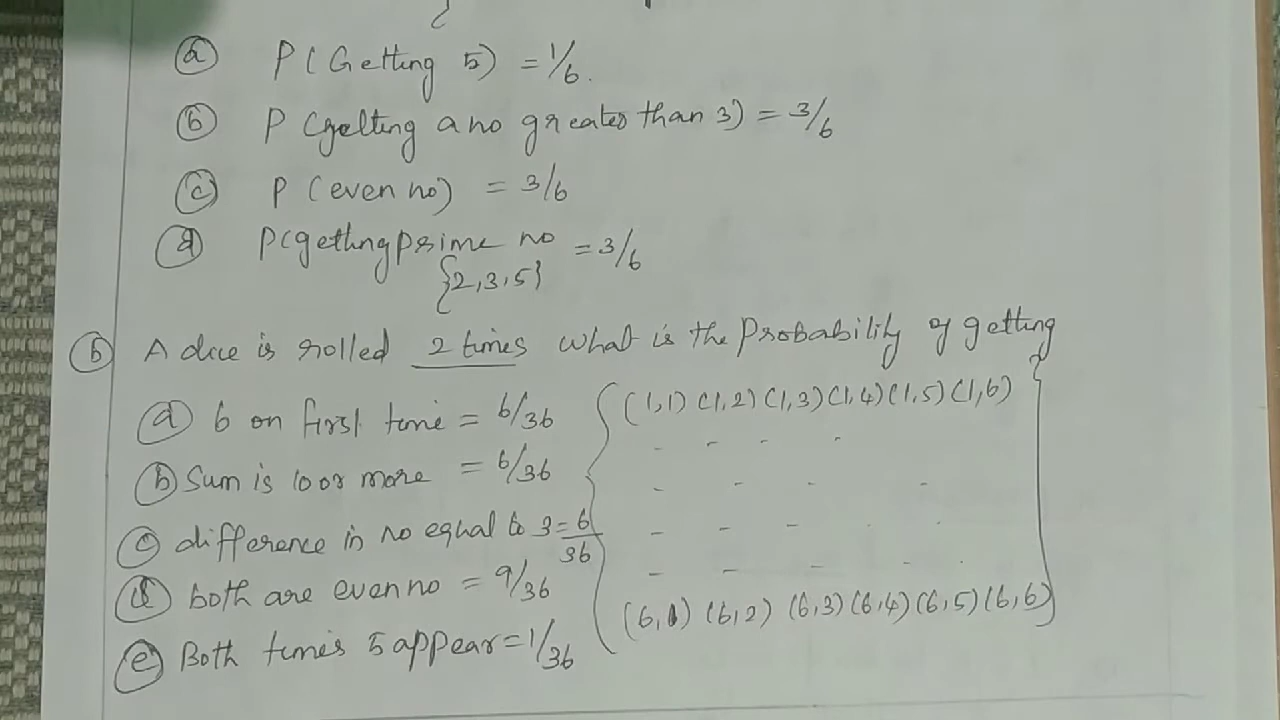 (a) P(Getting 5) = 1/6.
(b) P (getting a no greater than 3) = 3/6
(c) P (even no) = 3/6
(d) P(getting prime no = 3/6
{2,3,5}
(b) A dice is rolled 2 times what is the Probability of getting
(a) 6 on first time = 6/36
(b) Sum is 10 or more = 6/36
(c) difference in no equal to 3 = 6/36
(d) both are even no = 9/36
(e) Both times 5 appear = 1/36
{(1,1) (1,2) (1,3) (1,4) (1,5) (1,6)
- - - -
- - - -
- - -
- - - -
(6,1) (6,2) (6,3) (6,4) (6,5) (6,6)}